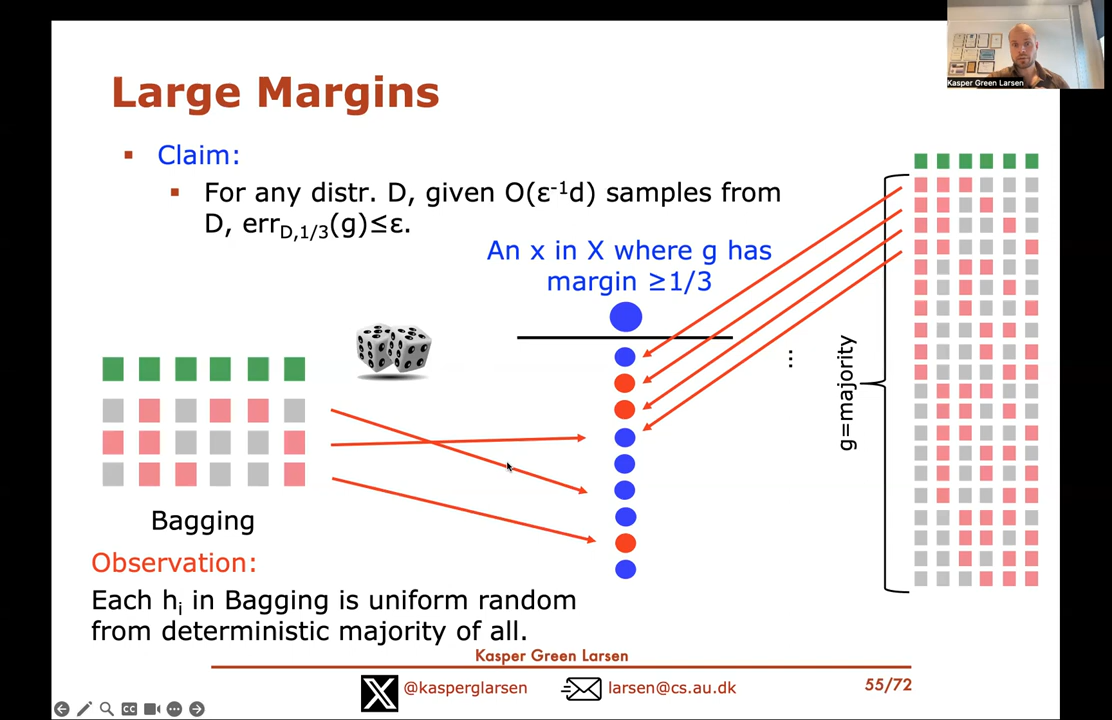 Kasper Green Larsen
Large Margins
Claim:
For any distr. D, given O(ε⁻¹d) samples from
D, err_{D,1/3}(g)≤ε.
An x in X where g has
margin ≥1/3
...
g=majority
Bagging
Observation:
Each h_i in Bagging is uniform random
from deterministic majority of all.
Kasper Green Larsen
@kasperglarsen
larsen@cs.au.dk
55/72
CC